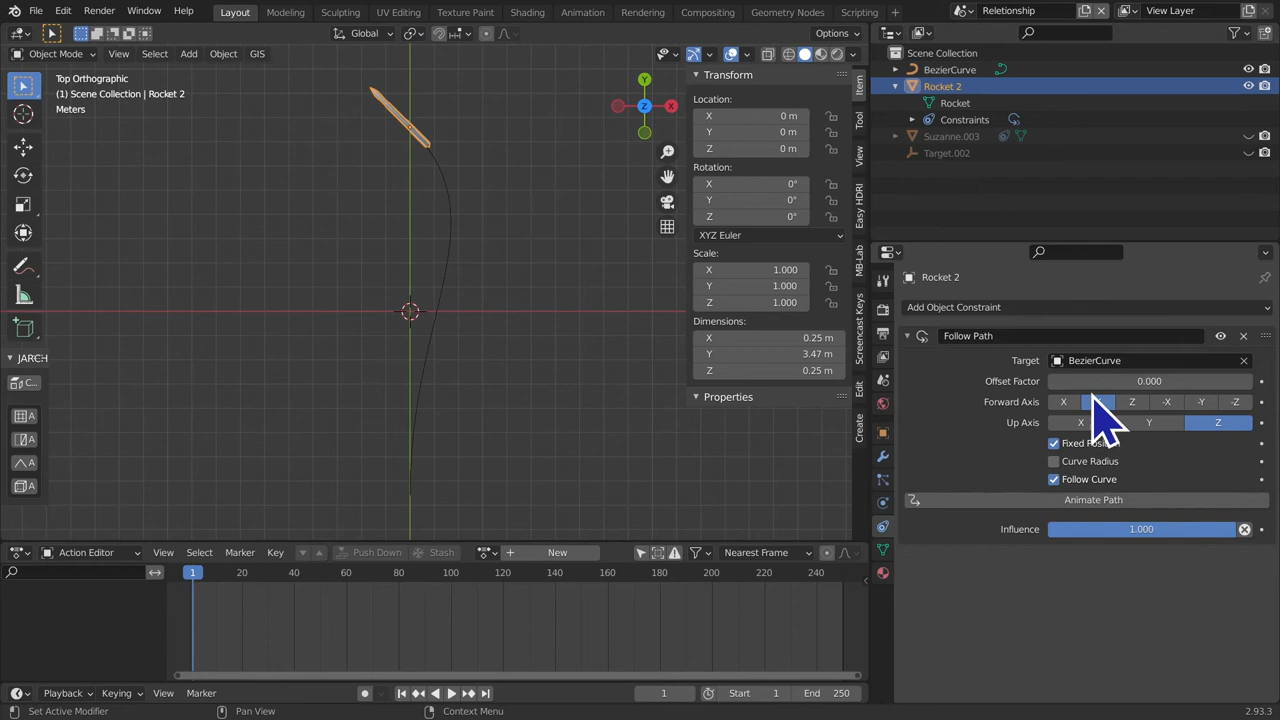 File Edit Render Window Help Layout Modeling Sculpting UV Editing Texture Paint Shading Animation Rendering Compositing Geometry Nodes Scripting Relationship View Layer
Global Options
Object Mode View Select Add Object GIS
Top Orthographic
(1) Scene Collection | Rocket 2
Meters
Y
X
Z
JARCH
C...
A
A
A
A
Transform
Location:
X 0 m
Y 0 m
Z 0 m
Rotation:
X 0°
Y 0°
Z 0°
XYZ Euler
Scale:
X 1.000
Y 1.000
Z 1.000
Dimensions:
X 0.25 m
Y 3.47 m
Z 0.25 m
Properties
Item
Tool
View
Easy HDRI
MB-Lab
Screencast Keys
Edit
Create
Scene Collection
BezierCurve
Rocket 2
Rocket
Constraints
Suzanne.003
Target.002
Rocket 2
Add Object Constraint
Follow Path
Target BezierCurve
Offset Factor 0.000
Forward Axis X Z -X -Y -Z
Up Axis X Y Z
Fixed
Curve Radius
Follow Curve
Animate Path
Influence 1.000
Action Editor View Select Marker Key Push Down Stash New Nearest Frame
1 20 40 60 80 100 120 140 160 180 200 220 240
Playback Keying View Marker 1 Start 1 End 250
Set Active Modifier Pan View Context Menu 2.93.3